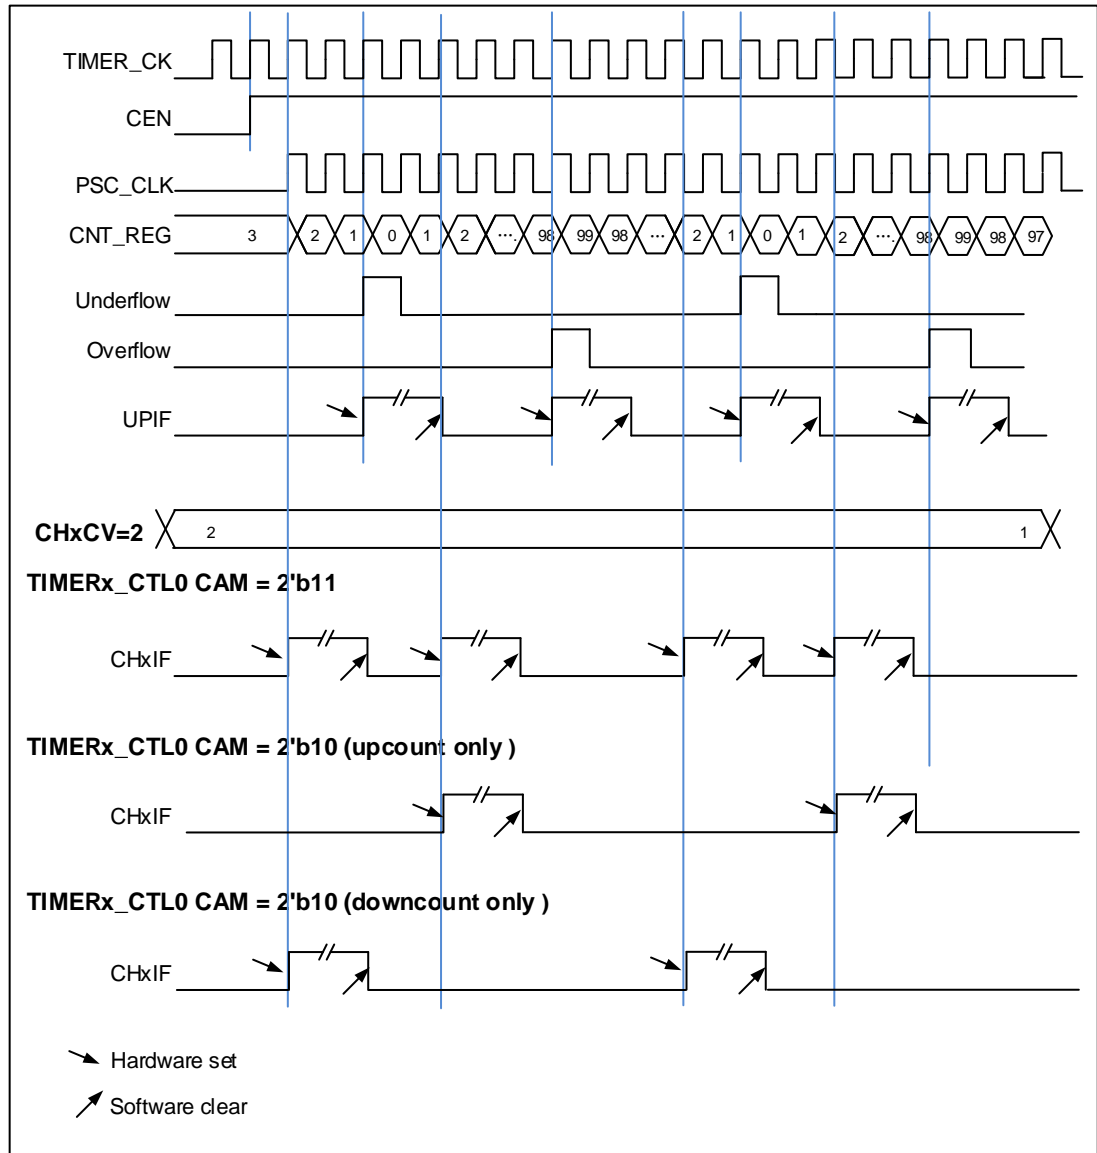 TIMER_CK
CEN
PSC_CLK
CNT_REG 3 2 1 0 1 2 .... 98 99 98 ... 2 1 0 1 2 .... 98 99 98 97
Underflow
Overflow
UPIF
CHxCV=2 2 1
TIMERx_CTL0 CAM = 2'b11
CHxIF
TIMERx_CTL0 CAM = 2'b10 (upcount only )
CHxIF
TIMERx_CTL0 CAM = 2'b10 (downcount only )
CHxIF
Hardware set
Software clear